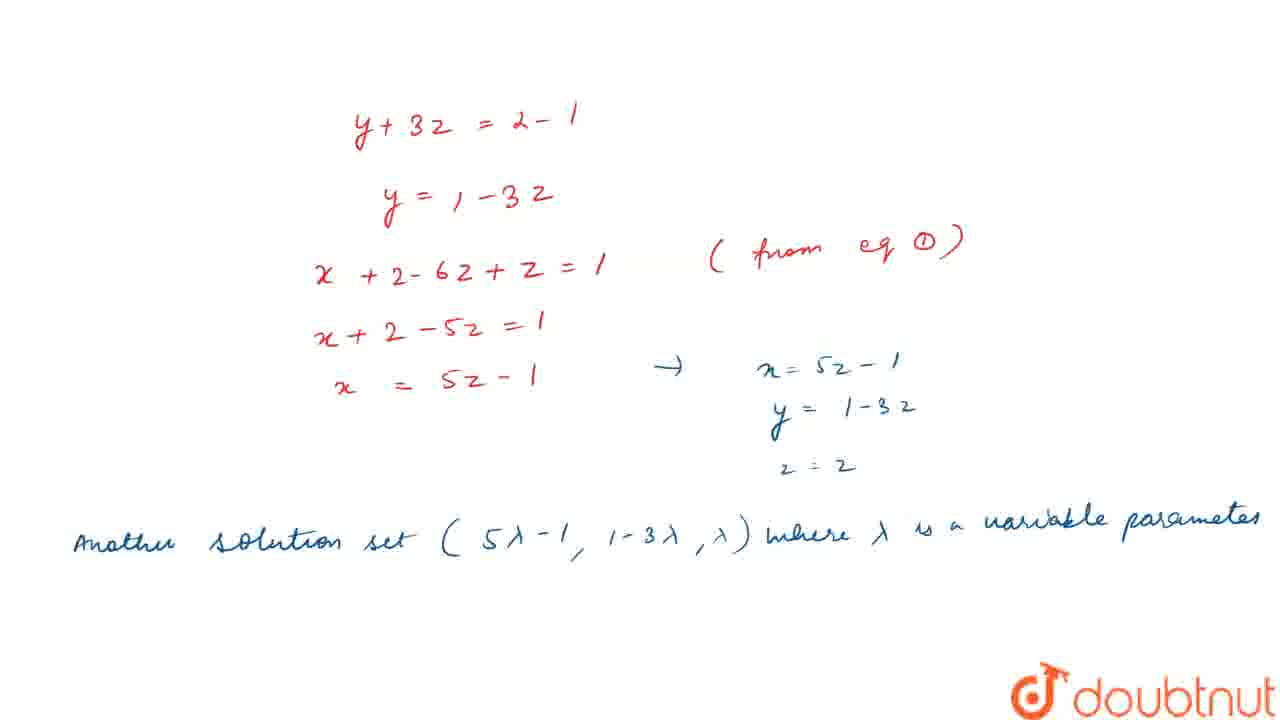 y + 3z = 2 - 1
y = 1 - 3z
x + 2 - 6z + z = 1 ( from eq ① )
x + 2 - 5z = 1
x = 5z - 1 → x = 5z - 1
y = 1 - 3z
z = z
Another solution set ( 5λ - 1, 1 - 3λ, λ ) where λ is a variable parameter
doubtnut